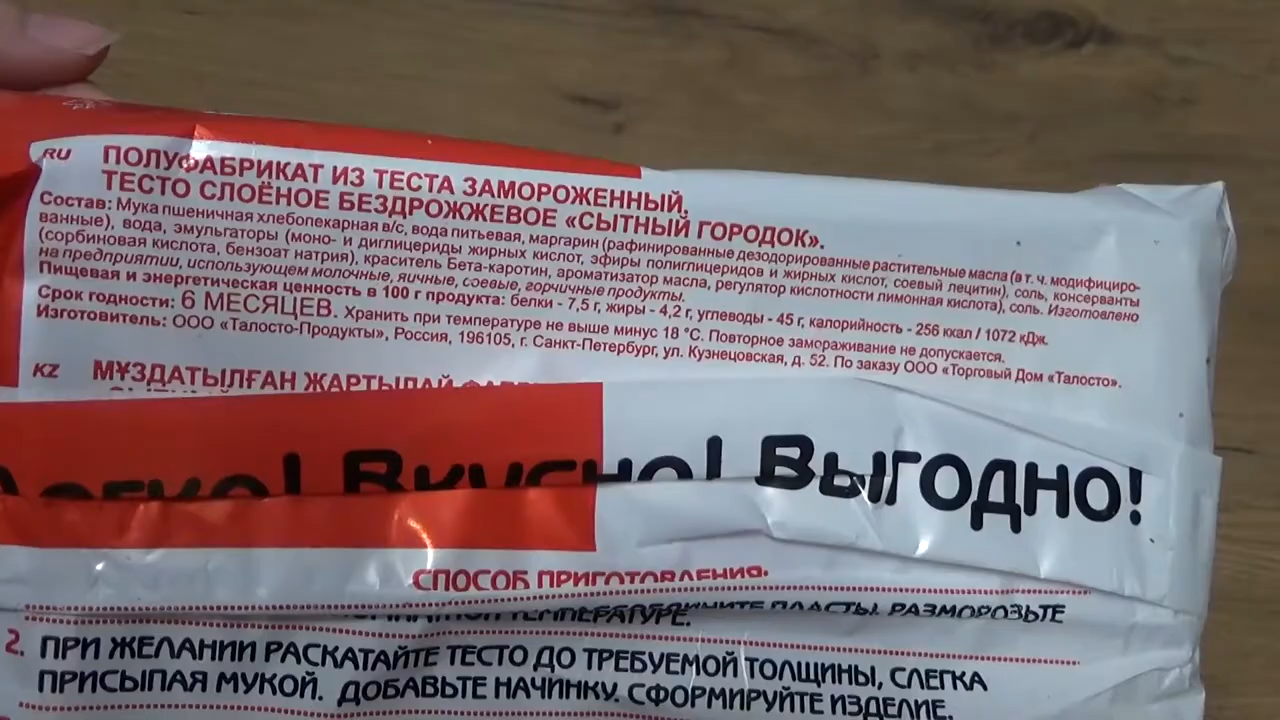 RU
ПОЛУФАБРИКАТ ИЗ ТЕСТА ЗАМОРОЖЕННЫЙ,
ТЕСТО СЛОЁНОЕ БЕЗДРОЖЖЕВОЕ «СЫТНЫЙ ГОРОДОК».
Состав: Мука пшеничная хлебопекарная в/с, вода питьевая, маргарин (рафинированные дезодорированные растительные масла (в т. ч. модифициро-
ванные), вода, эмульгаторы (моно- и диглицериды жирных кислот, эфиры полиглицеридов и жирных кислот, соевый лецитин), соль, консерванты
(сорбиновая кислота, бензоат натрия), краситель Бета-каротин, ароматизатор масла, регулятор кислотности лимонная кислота), соль. Изготовлено
на предприятии, использующем молочные, яичные, соевые, горчичные продукты.
Пищевая и энергетическая ценность в 100 г продукта: белки - 7,5 г, жиры - 4,2 г, углеводы - 45 г, калорийность - 256 ккал / 1072 кДж.
Срок годности: 6 МЕСЯЦЕВ. Хранить при температуре не выше минус 18 °С. Повторное замораживание не допускается.
Изготовитель: ООО «Талосто-Продукты», Россия, 196105, г. Санкт-Петербург, ул. Кузнецовская, д. 52. По заказу ООО «Торговый Дом «Талосто».
KZ
МҰЗДАТЫЛҒАН ЖАРТЫЛАЙ
Легко! Вкусно! Выгодно!
СПОСОБ ПРИГОТОВЛЕНИЯ.
ПЛАСТЫ. РАЗМОРОЗЬТЕ
ТЕМПЕРАТУРЕ.
2. ПРИ ЖЕЛАНИИ РАСКАТАЙТЕ ТЕСТО ДО ТРЕБУЕМОЙ ТОЛЩИНЫ, СЛЕГКА
ПРИСЫПАЯ МУКОЙ. ДОБАВЬТЕ НАЧИНКУ. СФОРМИРУЙТЕ ИЗДЕЛИЕ.